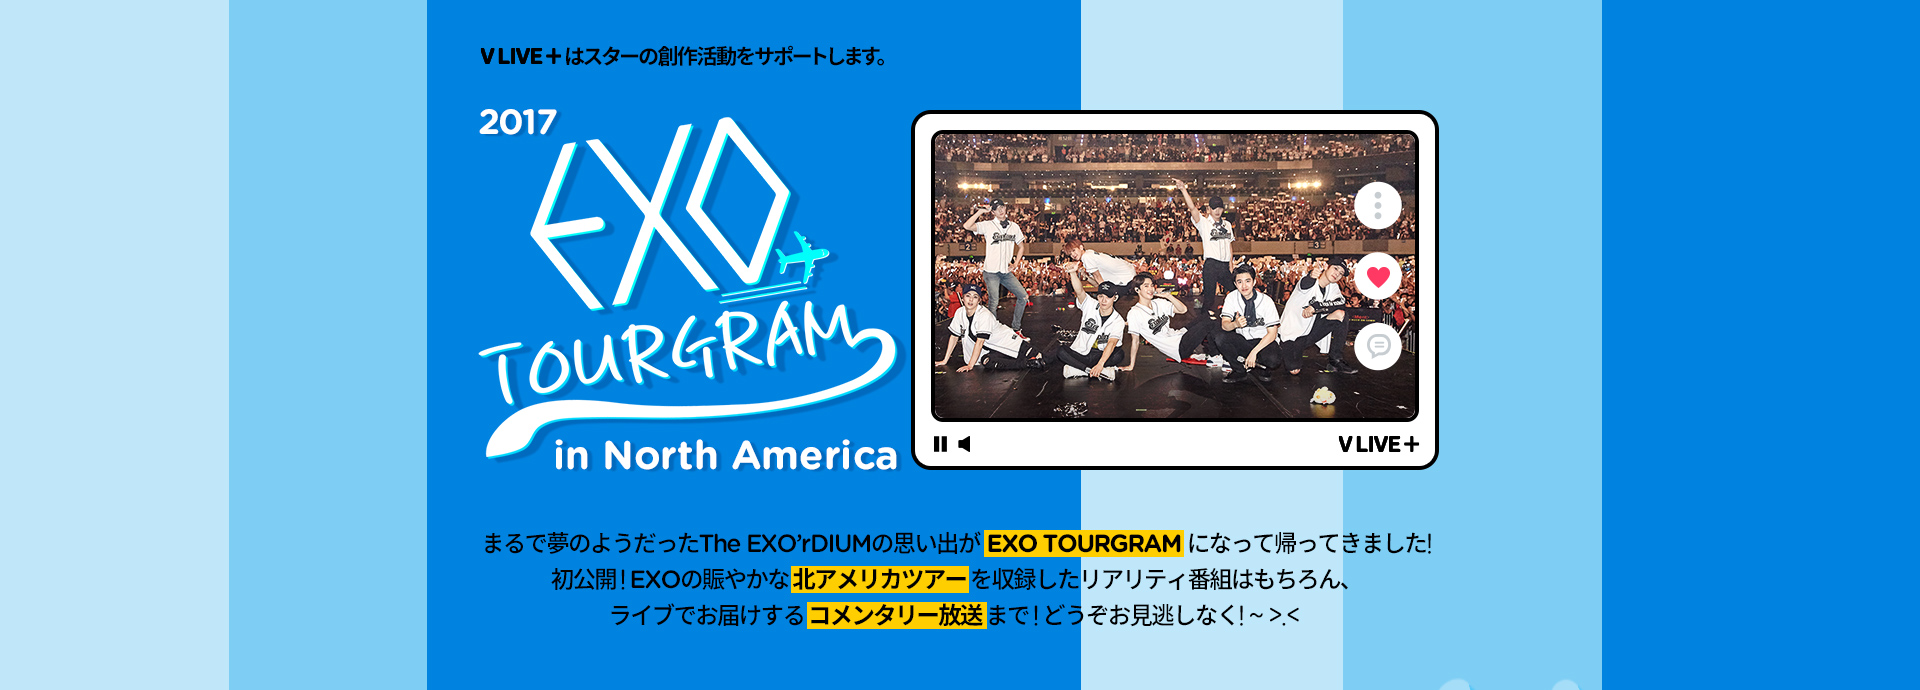 V LIVE+はスターの創作活動をサポートします。
2017
EXO
TOURGRAM
in North America
V LIVE+
まるで夢のようだったThe EXO'rDIUMの思い出が EXO TOURGRAM になって帰ってきました!
初公開！EXOの賑やかな 北アメリカツアー を収録したリアリティ番組はもちろん、
ライブでお届けする コメンタリー放送 まで！どうぞお見逃しなく!~ >.<